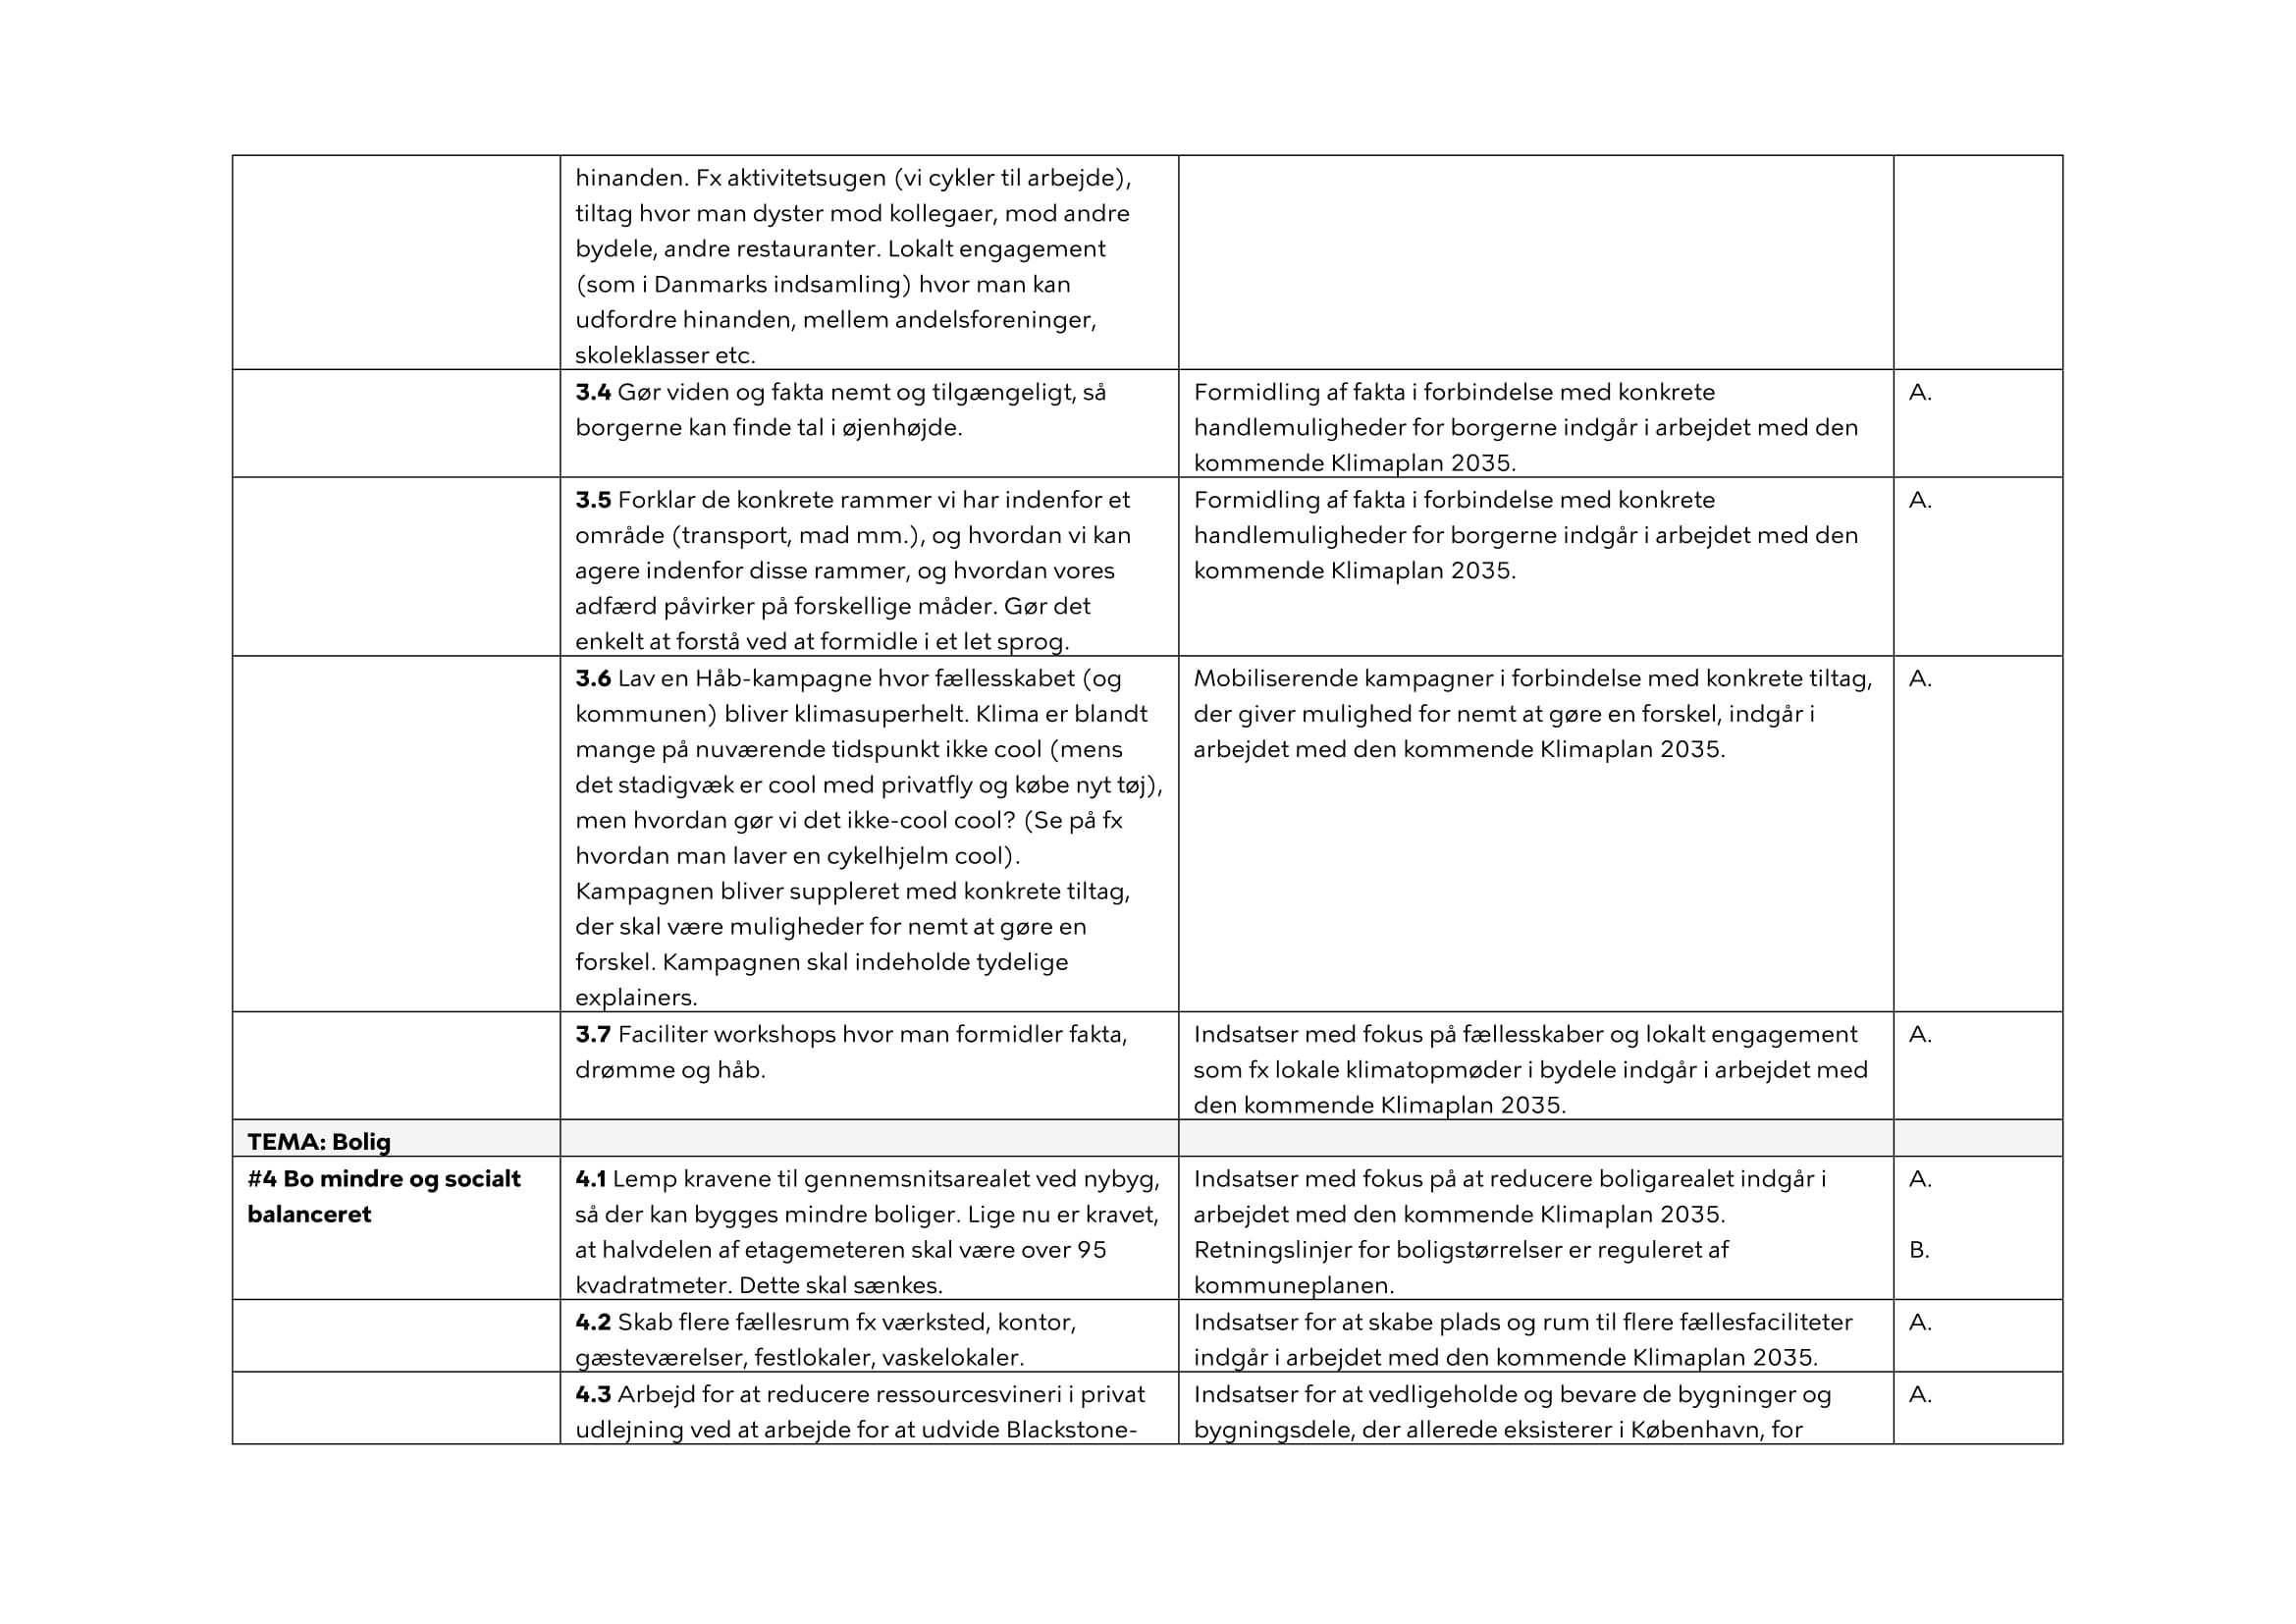 hinanden. Fx aktivitetsugen (vi cykler til arbejde),
tiltag hvor man dyster mod kollegaer, mod andre
bydele, andre restauranter. Lokalt engagement
(som i Danmarks indsamling) hvor man kan
udfordre hinanden, mellem andelsforeninger,
skoleklasser etc.
3.4 Gør viden og fakta nemt og tilgængeligt, så
borgerne kan finde tal i øjenhøjde.
Formidling af fakta i forbindelse med konkrete
handlemuligheder for borgerne indgår i arbejdet med den
kommende Klimaplan 2035.
A.
3.5 Forklar de konkrete rammer vi har indenfor et
område (transport, mad mm.), og hvordan vi kan
agere indenfor disse rammer, og hvordan vores
adfærd påvirker på forskellige måder. Gør det
enkelt at forstå ved at formidle i et let sprog.
Formidling af fakta i forbindelse med konkrete
handlemuligheder for borgerne indgår i arbejdet med den
kommende Klimaplan 2035.
A.
3.6 Lav en Håb-kampagne hvor fællesskabet (og
kommunen) bliver klimasuperhelt. Klima er blandt
mange på nuværende tidspunkt ikke cool (mens
det stadigvæk er cool med privatfly og købe nyt tøj),
men hvordan gør vi det ikke-cool cool? (Se på fx
hvordan man laver en cykelhjelm cool).
Kampagnen bliver suppleret med konkrete tiltag,
der skal være muligheder for nemt at gøre en
forskel. Kampagnen skal indeholde tydelige
explainers.
Mobiliserende kampagner i forbindelse med konkrete tiltag,
der giver mulighed for nemt at gøre en forskel, indgår i
arbejdet med den kommende Klimaplan 2035.
A.
3.7 Faciliter workshops hvor man formidler fakta,
drømme og håb.
Indsatser med fokus på fællesskaber og lokalt engagement
som fx lokale klimatopmøder i bydele indgår i arbejdet med
den kommende Klimaplan 2035.
A.
TEMA: Bolig
#4 Bo mindre og socialt
balanceret
4.1 Lemp kravene til gennemsnitsarealet ved nybyg,
så der kan bygges mindre boliger. Lige nu er kravet,
at halvdelen af etagemeteren skal være over 95
kvadratmeter. Dette skal sænkes.
Indsatser med fokus på at reducere boligarealet indgår i
arbejdet med den kommende Klimaplan 2035.
Retningslinjer for boligstørrelser er reguleret af
kommuneplanen.
A.
B.
4.2 Skab flere fællesrum fx værksted, kontor,
gæsteværelser, festlokaler, vaskelokaler.
Indsatser for at skabe plads og rum til flere fællesfaciliteter
indgår i arbejdet med den kommende Klimaplan 2035.
A.
4.3 Arbejd for at reducere ressourcesvineri i privat
udlejning ved at arbejde for at udvide Blackstone-
Indsatser for at vedligeholde og bevare de bygninger og
bygningsdele, der allerede eksisterer i København, for
A.